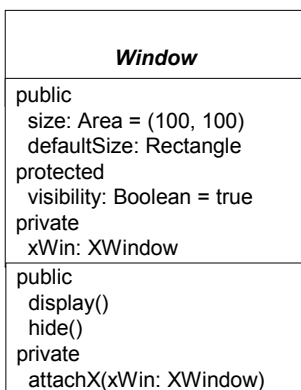 Window
public
size: Area = (100, 100)
defaultSize: Rectangle
protected
visibility: Boolean = true
private
xWin: XWindow
public
display()
hide()
private
attachX(xWin: XWindow)